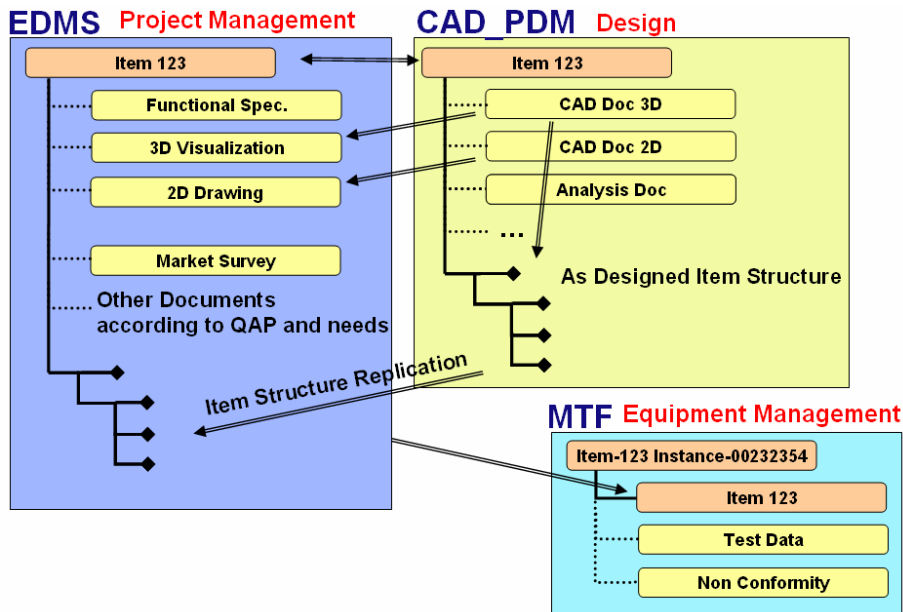 EDMS Project Management
Item 123
Functional Spec.
3D Visualization
2D Drawing
Market Survey
Other Documents
according to QAP and needs
Item Structure Replication
CAD_PDM Design
Item 123
CAD Doc 3D
CAD Doc 2D
Analysis Doc
...
As Designed Item Structure
MTF Equipment Management
Item-123 Instance-00232354
Item 123
Test Data
Non Conformity